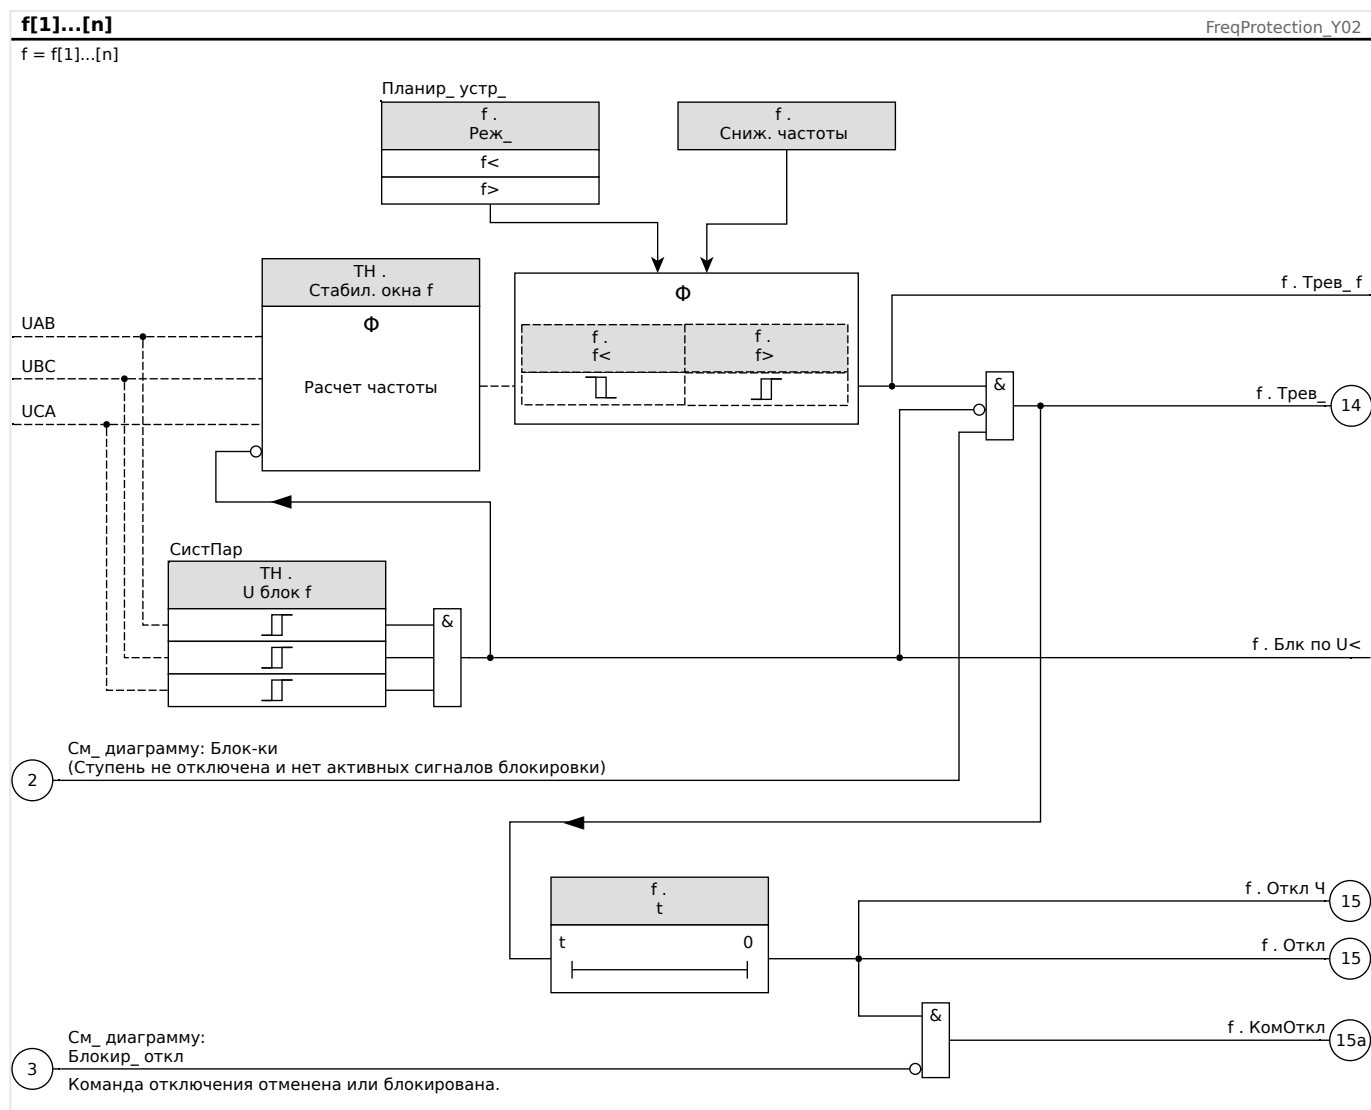 f[1]...[n]
FreqProtection_Y02
f = f[1]...[n]
Планир_ устр_
f .
Реж_
f<
f>
f .
Сниж. частоты
ТН .
Стабил. окна f
Φ
Расчет частоты
Φ
f .
f<
f .
f>
UAB
UBC
UCA
f . Трев_ f
&
f . Трев_
14
СистПар
ТН .
U блок f
&
f . Блк по U<
2
См_ диаграмму: Блок-ки
(Ступень не отключена и нет активных сигналов блокировки)
f .
t
t
0
f . Откл Ч
15
f . Откл
15
&
f . КомОткл
15a
3
См_ диаграмму:
Блокир_ откл
Команда отключения отменена или блокирована.